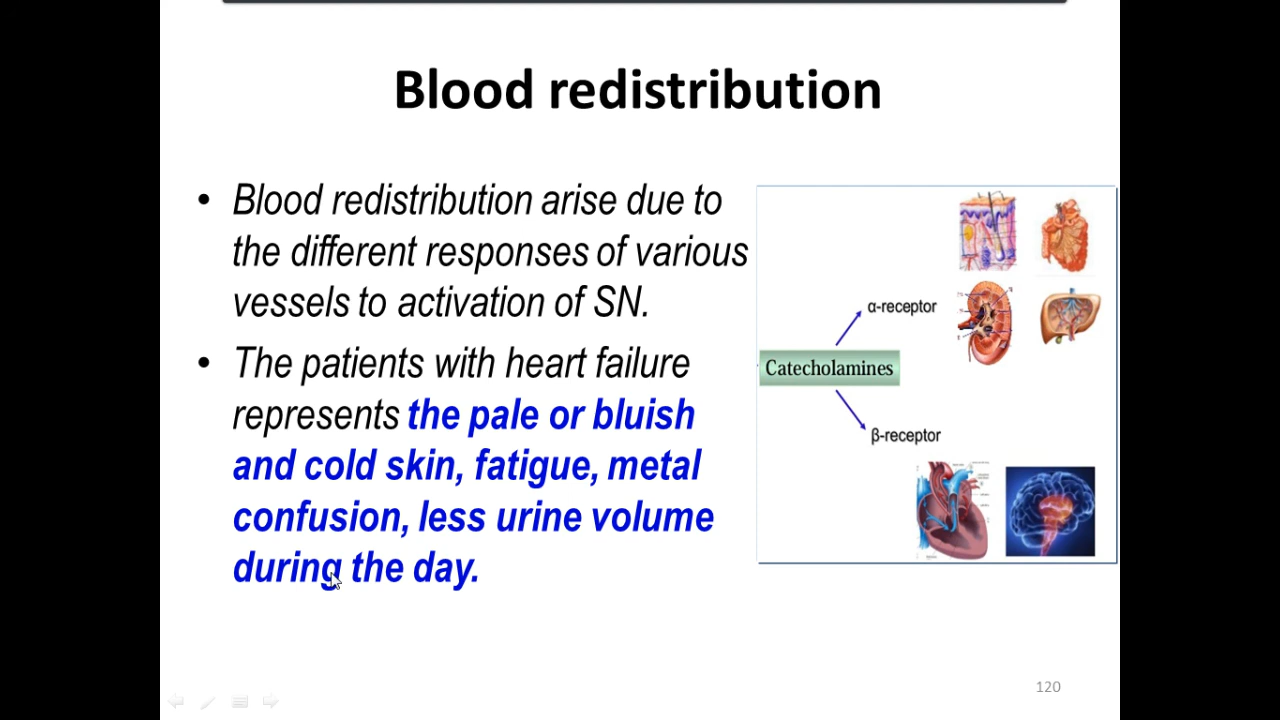 Blood redistribution
• Blood redistribution arise due to
the different responses of various
vessels to activation of SN.
• The patients with heart failure
represents the pale or bluish
and cold skin, fatigue, metal
confusion, less urine volume
during the day.
α-receptor
Catecholamines
β-receptor
120